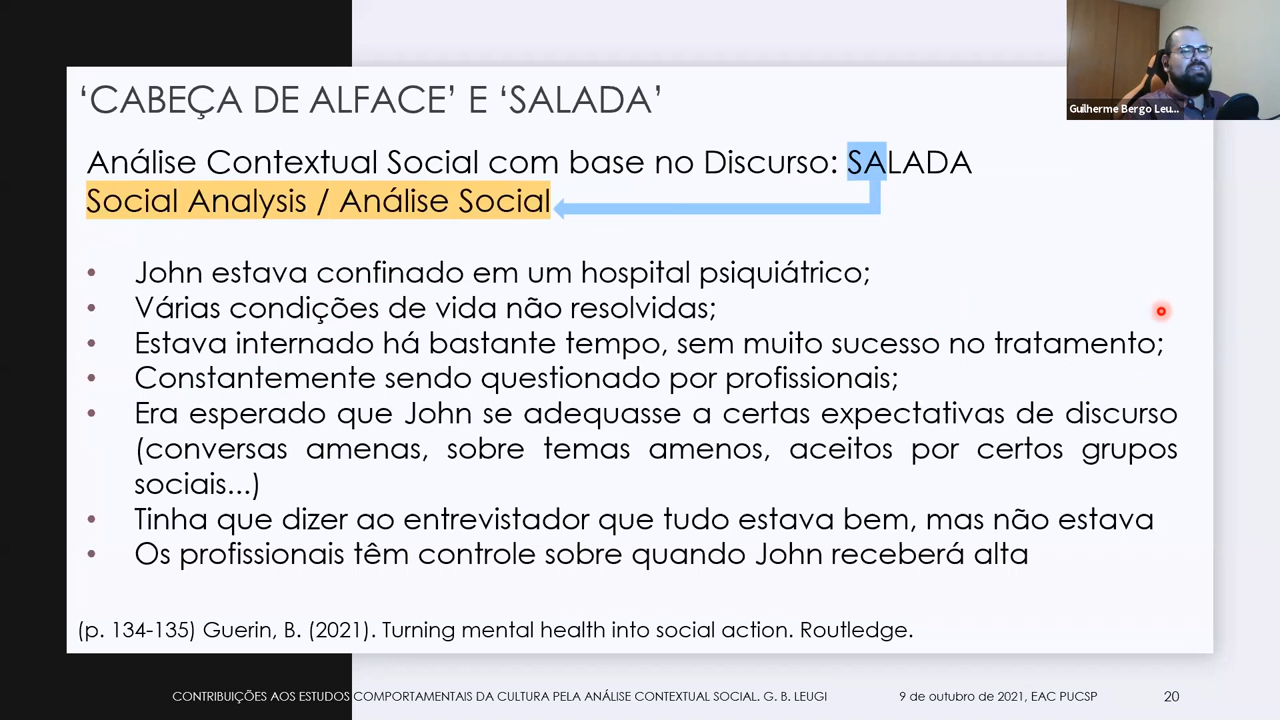 ‘CABEÇA DE ALFACE’ E ‘SALADA’
Guilherme Bergo Leu...
Análise Contextual Social com base no Discurso: SALADA
Social Analysis / Análise Social
• John estava confinado em um hospital psiquiátrico;
• Várias condições de vida não resolvidas;
• Estava internado há bastante tempo, sem muito sucesso no tratamento;
• Constantemente sendo questionado por profissionais;
• Era esperado que John se adequasse a certas expectativas de discurso
(conversas amenas, sobre temas amenos, aceitos por certos grupos
sociais...)
• Tinha que dizer ao entrevistador que tudo estava bem, mas não estava
• Os profissionais têm controle sobre quando John receberá alta
(p. 134-135) Guerin, B. (2021). Turning mental health into social action. Routledge.
CONTRIBUIÇÕES AOS ESTUDOS COMPORTAMENTAIS DA CULTURA PELA ANÁLISE CONTEXTUAL SOCIAL. G. B. LEUGI 9 de outubro de 2021, EAC PUCSP 20